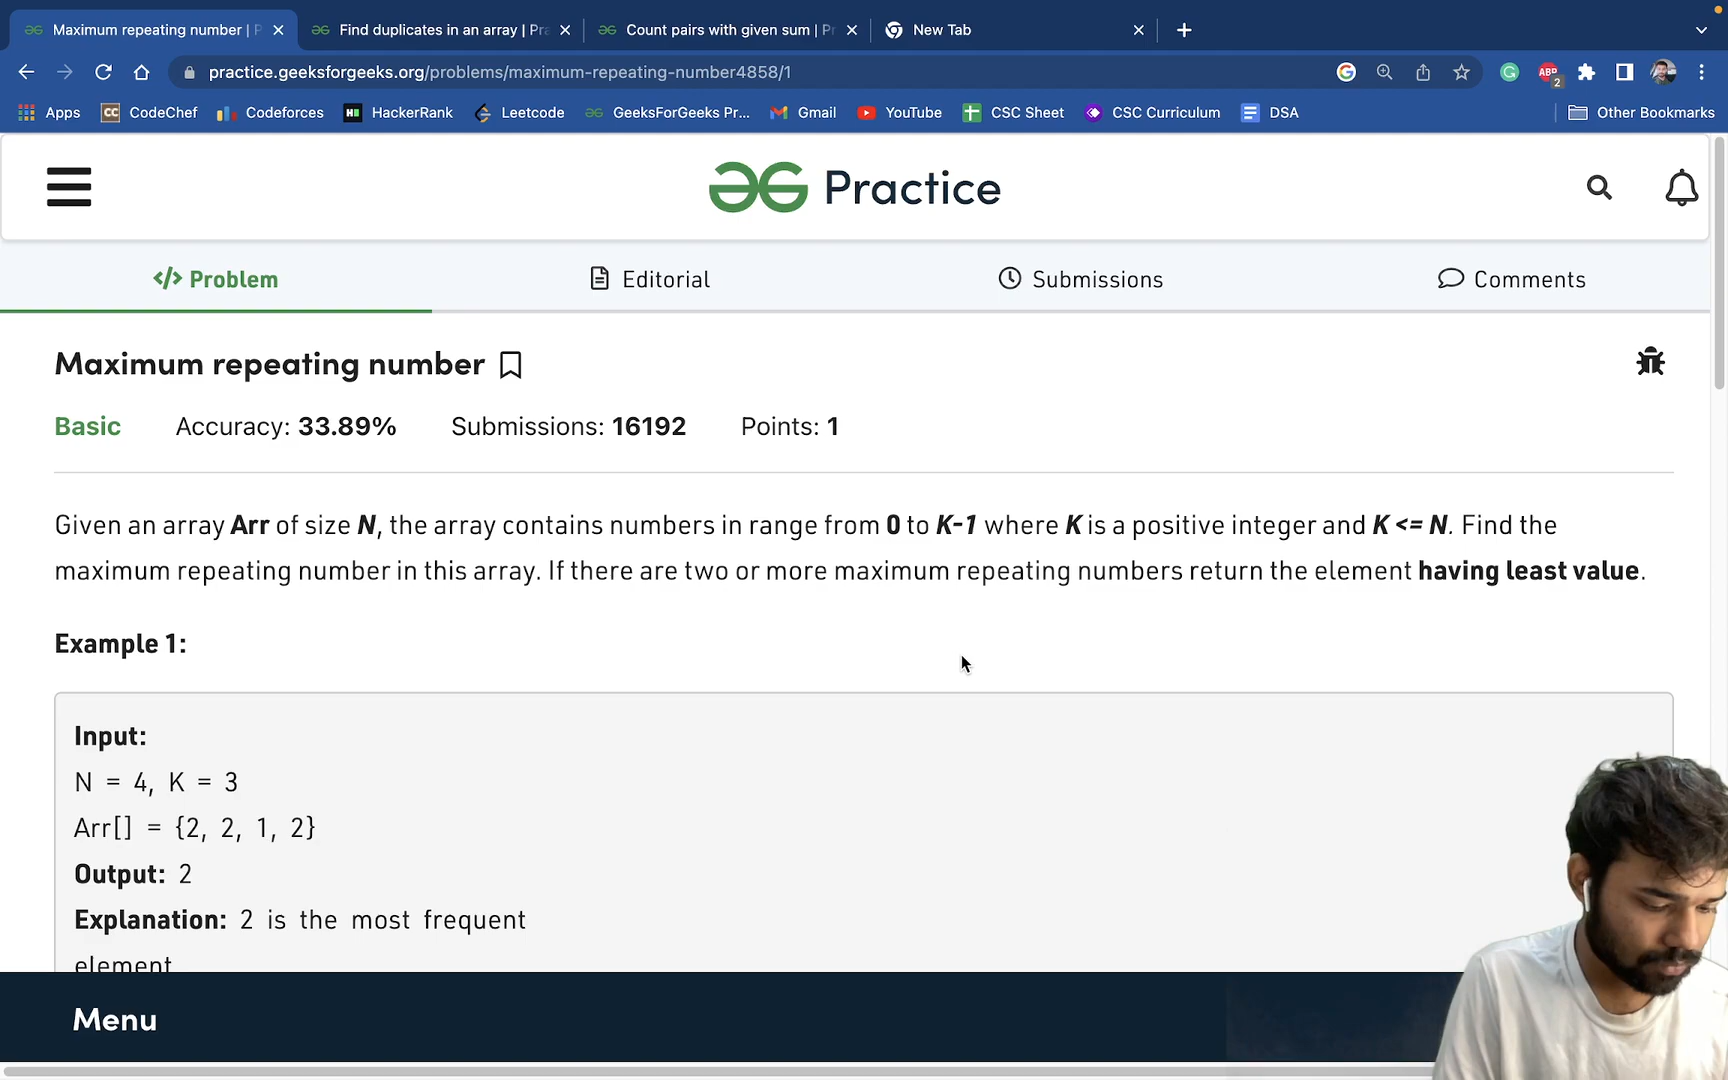 Maximum repeating number | P
Find duplicates in an array | Pra
Count pairs with given sum | Pr
New Tab
practice.geeksforgeeks.org/problems/maximum-repeating-number4858/1
G
ABP
2
Apps
CC CodeChef
Codeforces
H HackerRank
Leetcode
GeeksForGeeks Pr...
Gmail
YouTube
CSC Sheet
CSC Curriculum
DSA
Other Bookmarks
Practice
</> Problem
Editorial
Submissions
Comments
Maximum repeating number
Basic Accuracy: 33.89% Submissions: 16192 Points: 1
Given an array Arr of size N, the array contains numbers in range from 0 to K-1 where K is a positive integer and K <= N. Find the
maximum repeating number in this array. If there are two or more maximum repeating numbers return the element having least value.
Example 1:
Input:
N = 4, K = 3
Arr[] = {2, 2, 1, 2}
Output: 2
Explanation: 2 is the most frequent
element
Menu